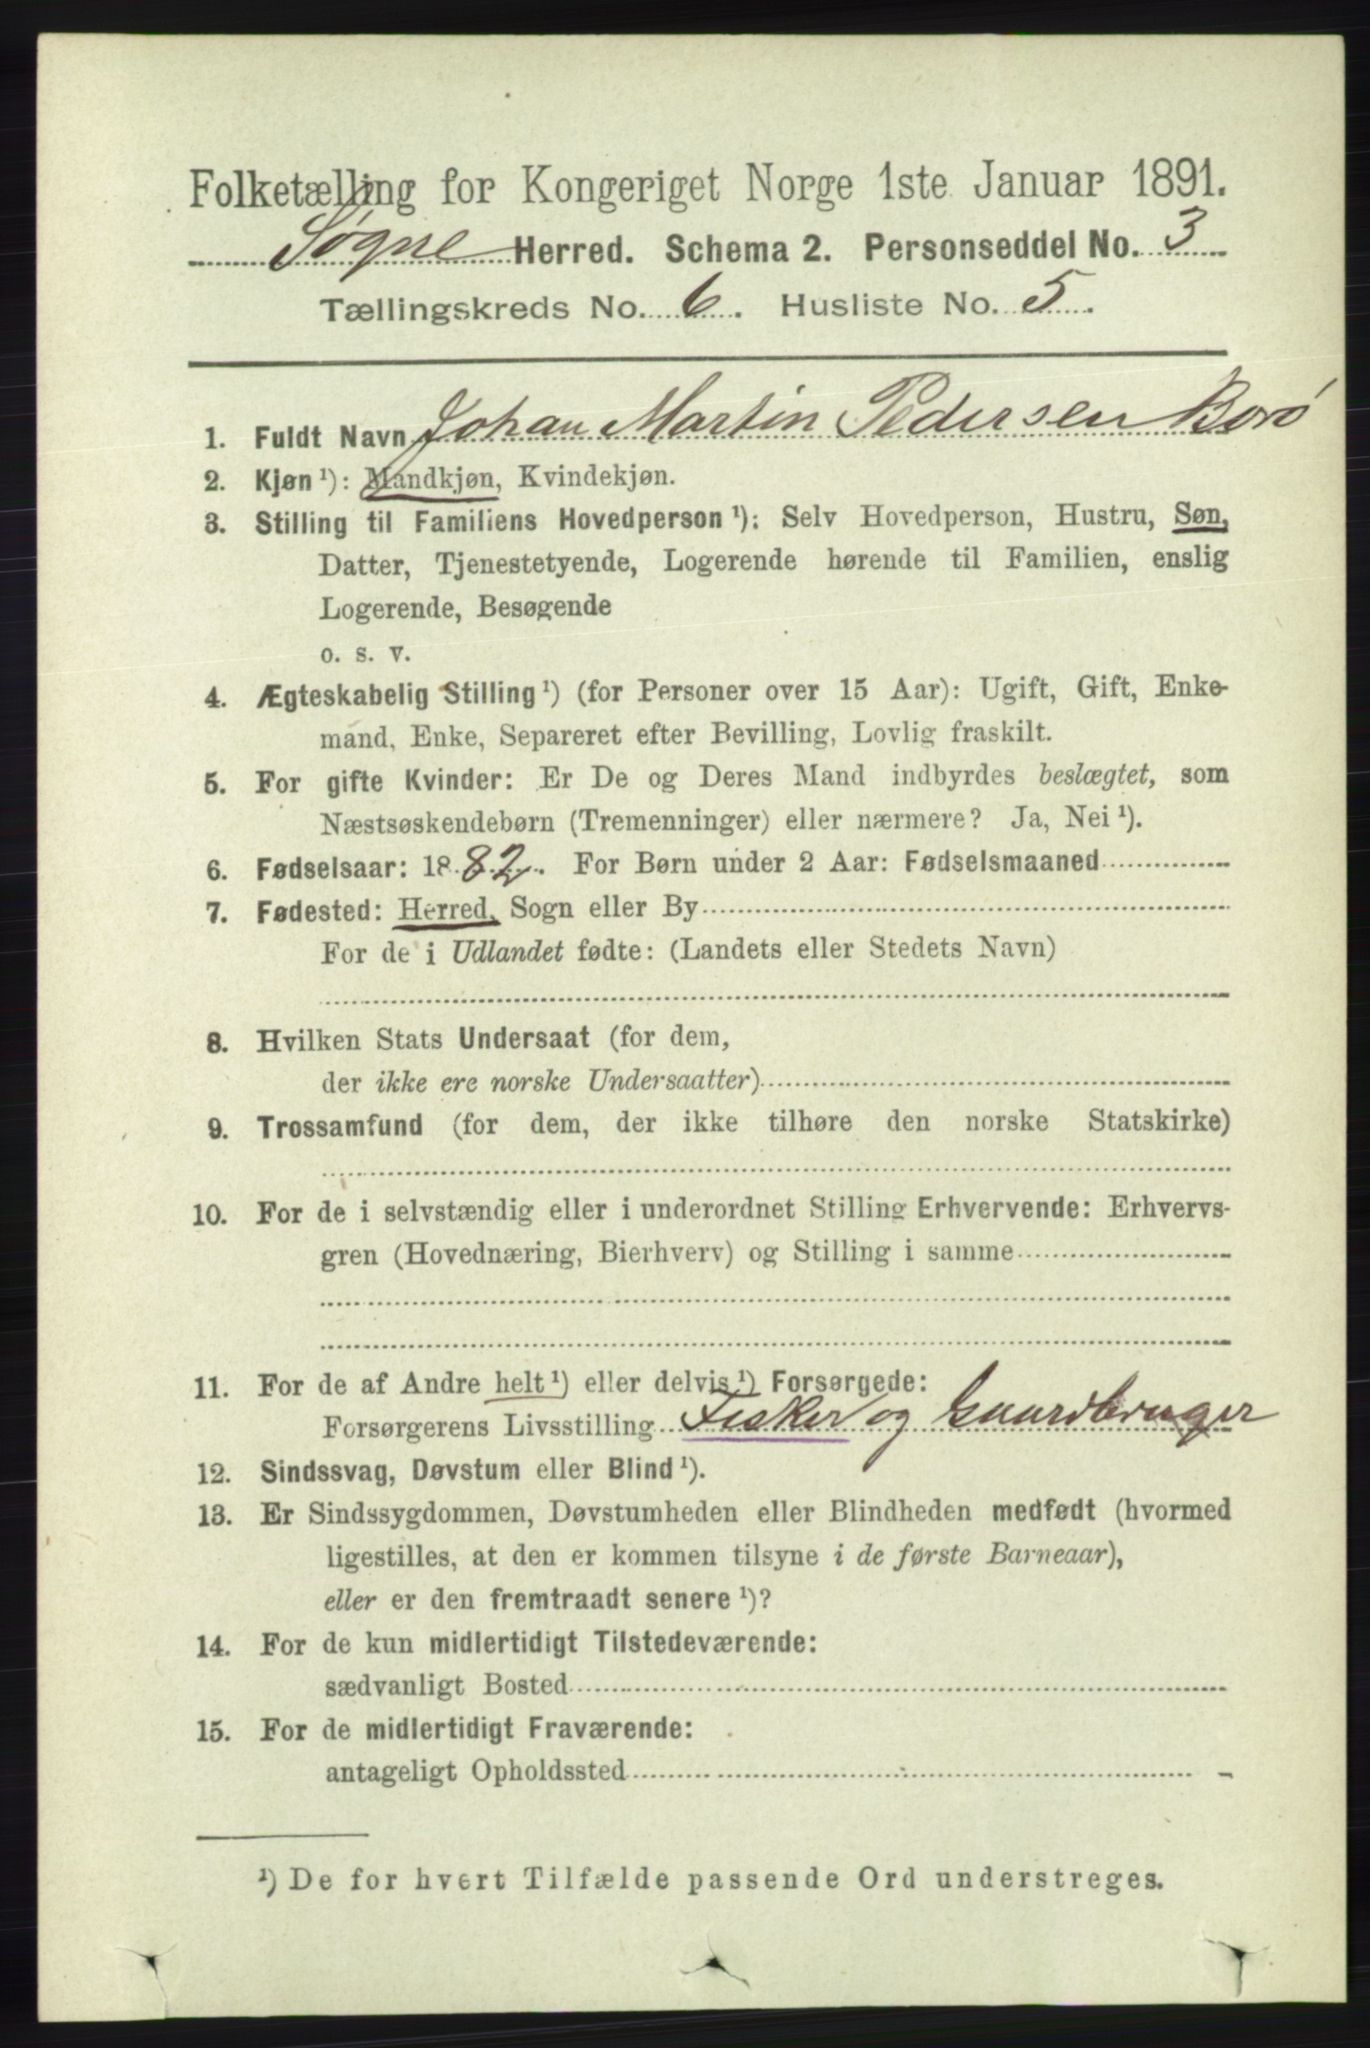 Folketælling for Kongeriget Norge 1ste Januar 1891.
Søgne Herred. Schema 2. Personseddel No. 3
Tællingskreds No. 6. Husliste No. 5.
1. Fuldt Navn Johan Martin Pedersen Borø
2. Kjøn ¹): Mandkjøn, Kvindekjøn.
3. Stilling til Familiens Hovedperson ¹): Selv Hovedperson, Hustru, Søn,
Datter, Tjenestetyende, Logerende hørende til Familien, enslig
Logerende, Besøgende
o. s. v.
4. Ægteskabelig Stilling ¹) (for Personer over 15 Aar): Ugift, Gift, Enke-
mand, Enke, Separeret efter Bevilling, Lovlig fraskilt.
5. For gifte Kvinder: Er De og Deres Mand indbyrdes beslægtet, som
Næstsøskendebørn (Tremenninger) eller nærmere? Ja, Nei ¹).
6. Fødselsaar: 1882. For Børn under 2 Aar: Fødselsmaaned
7. Fødested: Herred, Sogn eller By
For de i Udlandet fødte: (Landets eller Stedets Navn)
8. Hvilken Stats Undersaat (for dem,
der ikke ere norske Undersaatter)
9. Trossamfund (for dem, der ikke tilhøre den norske Statskirke)
10. For de i selvstændig eller i underordnet Stilling Erhvervende: Erhvervs-
gren (Hovednæring, Bierhverv) og Stilling i samme
11. For de af Andre helt ¹) eller delvis ¹) Forsørgede:
Forsørgerens Livsstilling Fisker og Gaardbruger
12. Sindssvag, Døvstum eller Blind ¹).
13. Er Sindssygdommen, Døvstumheden eller Blindheden medfødt (hvormed
ligestilles, at den er kommen tilsyne i de første Barneaar),
eller er den fremtraadt senere ¹)?
14. For de kun midlertidigt Tilstedeværende:
sædvanligt Bosted
15. For de midlertidigt Fraværende:
antageligt Opholdssted
¹) De for hvert Tilfælde passende Ord understreges.